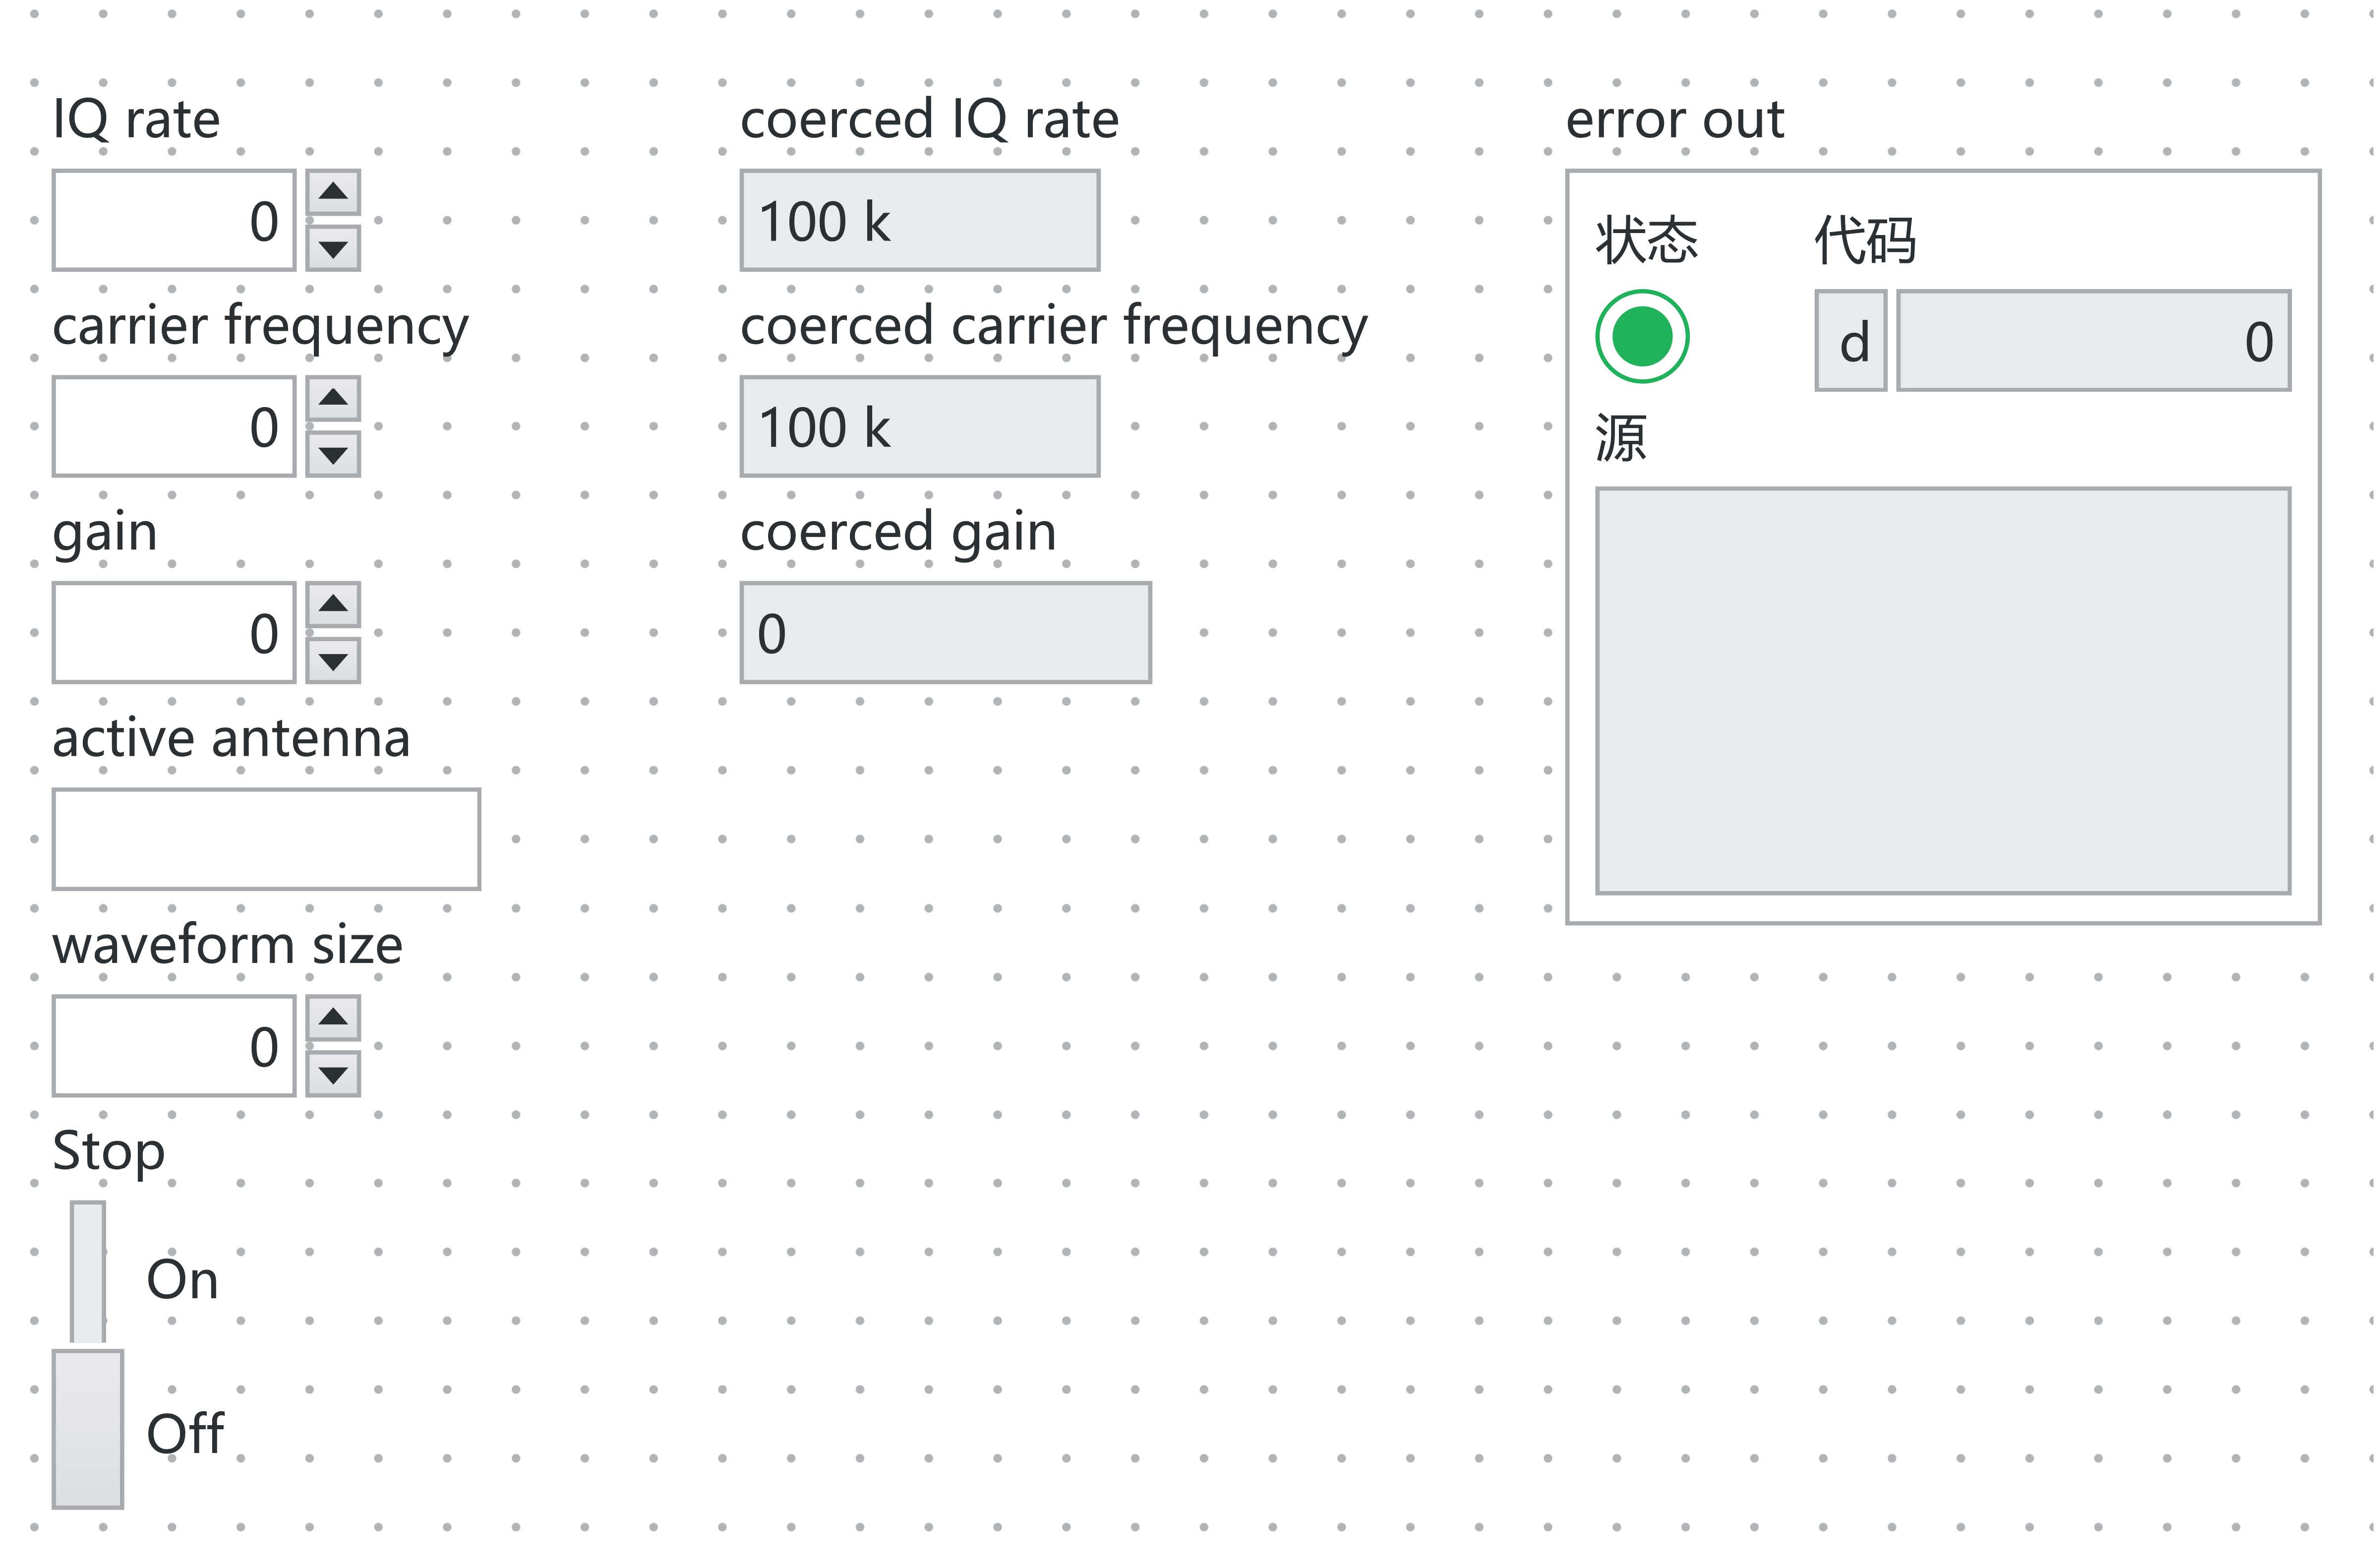 IQ rate
0
carrier frequency
0
gain
0
active antenna
waveform size
0
Stop
On
Off
coerced IQ rate
100 k
coerced carrier frequency
100 k
coerced gain
0
error out
状态 代码
d 0
源